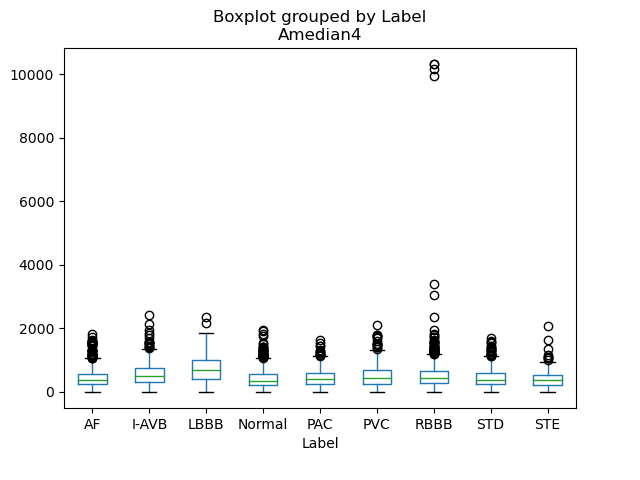 Boxplot grouped by Label
Amedian4
10000
8000
6000
4000
2000
0
AF I-AVB LBBB Normal PAC PVC RBBB STD STE
Label